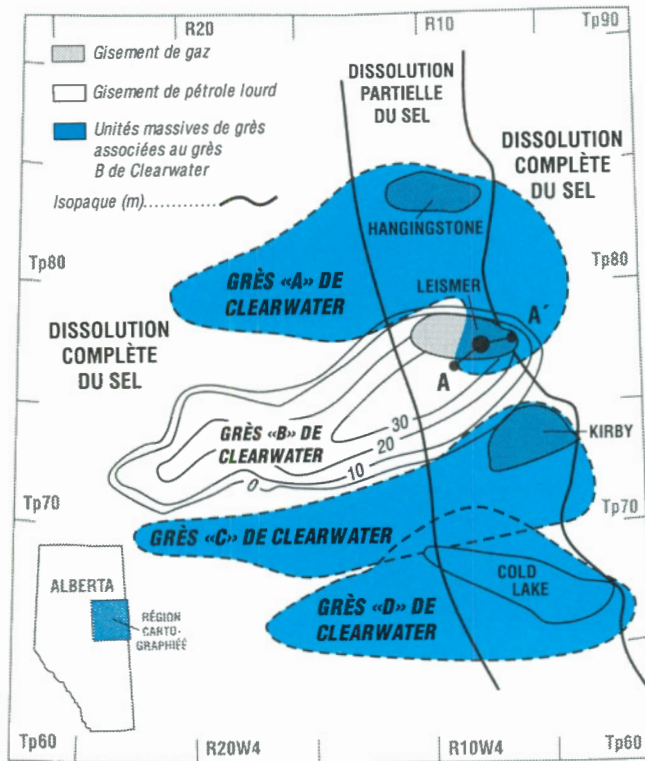 R20
R10
Tp90
Gisement de gaz
Gisement de pétrole lourd
Unités massives de grès
associées au grès
B de Clearwater
Isopaque (m)............
DISSOLUTION
PARTIELLE
DU SEL
DISSOLUTION
COMPLÈTE
DU SEL
HANGINGSTONE
Tp80
Tp80
GRÈS «A» DE
CLEARWATER
LEISMER
A´
A
DISSOLUTION
COMPLÈTE
DU SEL
GRÈS «B» DE
CLEARWATER
30
20
10
0
KIRBY
Tp70
Tp70
GRÈS «C» DE CLEARWATER
COLD
LAKE
GRÈS «D» DE
CLEARWATER
ALBERTA
RÉGION
CARTO-
GRAPHIÉE
Tp60
R20W4
R10W4
Tp60